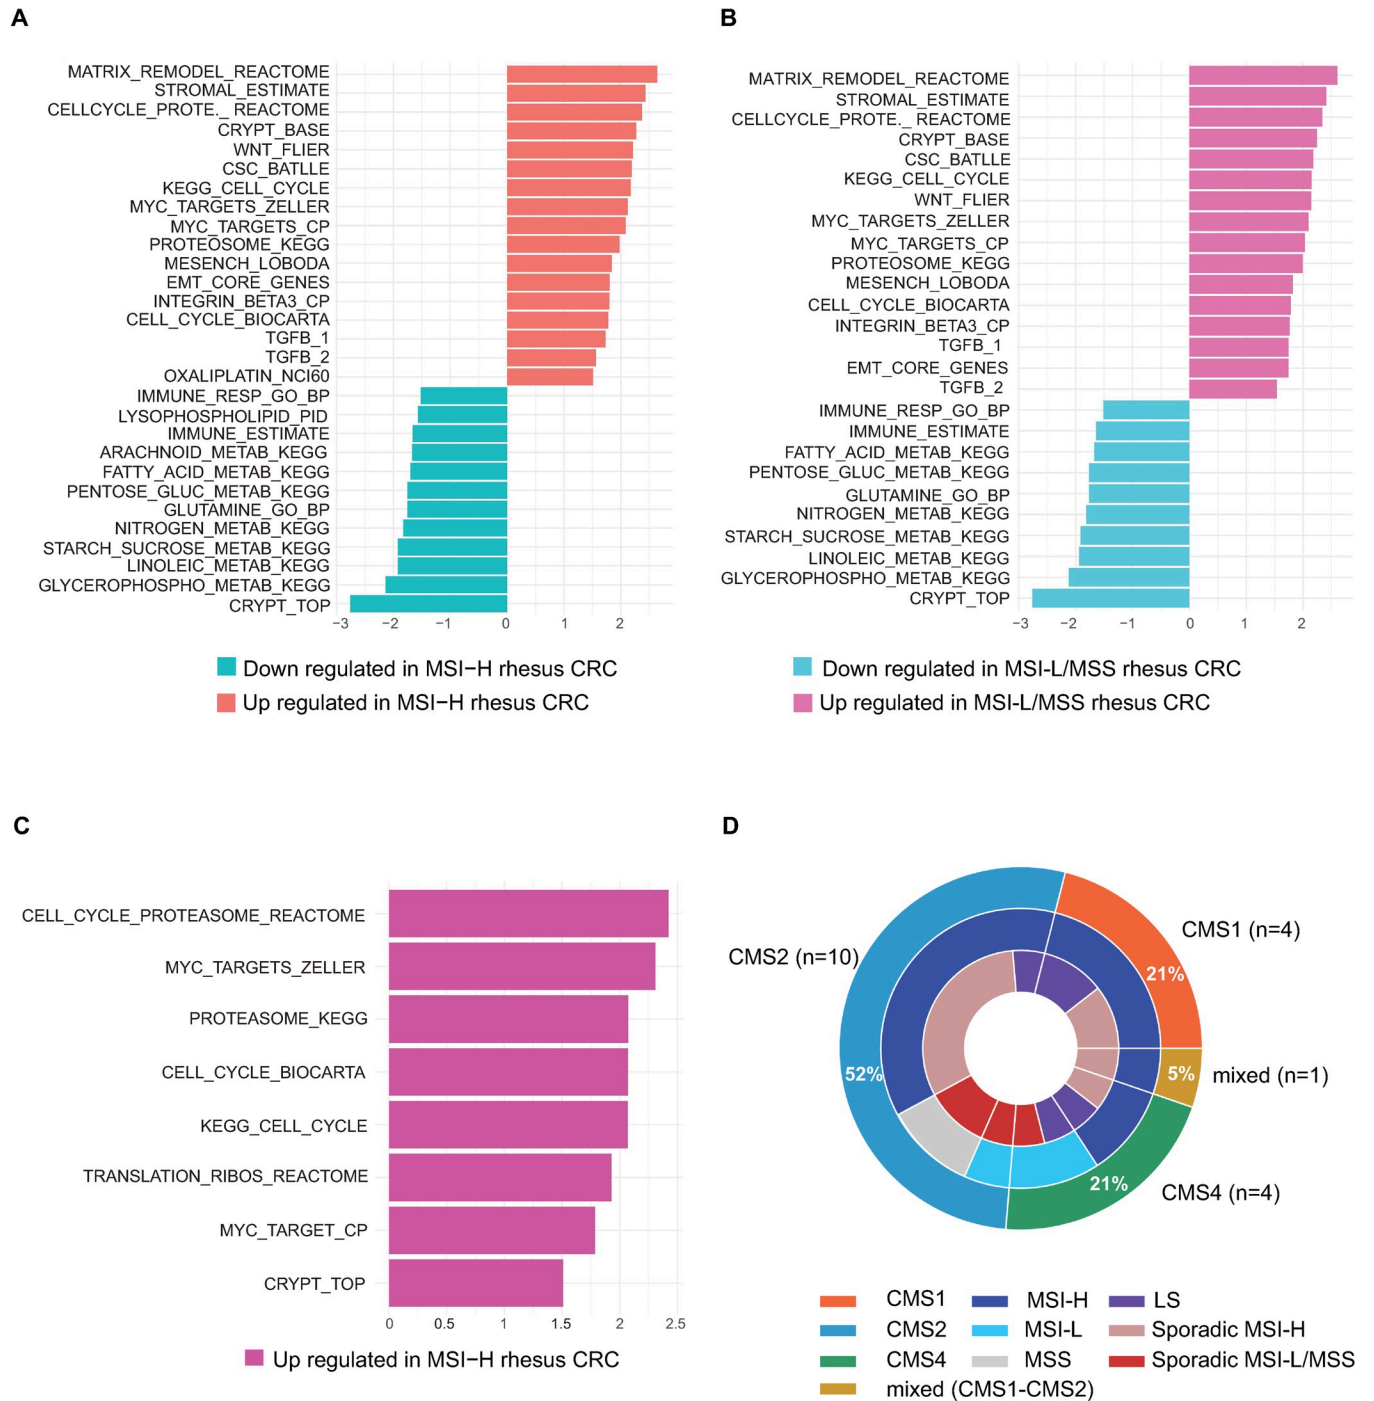 A
MATRIX_REMODEL_REACTOME
STROMAL_ESTIMATE
CELLCYCLE_PROTE._ REACTOME
CRYPT_BASE
WNT_FLIER
CSC_BATLLE
KEGG_CELL_CYCLE
MYC_TARGETS_ZELLER
MYC_TARGETS_CP
PROTEOSOME_KEGG
MESENCH_LOBODA
EMT_CORE_GENES
INTEGRIN_BETA3_CP
CELL_CYCLE_BIOCARTA
TGFB_1
TGFB_2
OXALIPLATIN_NCI60
IMMUNE_RESP_GO_BP
LYSOPHOSPHOLIPID_PID
IMMUNE_ESTIMATE
ARACHNOID_METAB_KEGG
FATTY_ACID_METAB_KEGG
PENTOSE_GLUC_METAB_KEGG
GLUTAMINE_GO_BP
NITROGEN_METAB_KEGG
STARCH_SUCROSE_METAB_KEGG
LINOLEIC_METAB_KEGG
GLYCEROPHOSPHO_METAB_KEGG
CRYPT_TOP
−3 −2 −1 0 1 2
Down regulated in MSI−H rhesus CRC
Up regulated in MSI−H rhesus CRC
B
MATRIX_REMODEL_REACTOME
STROMAL_ESTIMATE
CELLCYCLE_PROTE._ REACTOME
CRYPT_BASE
CSC_BATLLE
KEGG_CELL_CYCLE
WNT_FLIER
MYC_TARGETS_ZELLER
MYC_TARGETS_CP
PROTEOSOME_KEGG
MESENCH_LOBODA
CELL_CYCLE_BIOCARTA
INTEGRIN_BETA3_CP
TGFB_1
EMT_CORE_GENES
TGFB_2
IMMUNE_RESP_GO_BP
IMMUNE_ESTIMATE
FATTY_ACID_METAB_KEGG
PENTOSE_GLUC_METAB_KEGG
GLUTAMINE_GO_BP
NITROGEN_METAB_KEGG
STARCH_SUCROSE_METAB_KEGG
LINOLEIC_METAB_KEGG
GLYCEROPHOSPHO_METAB_KEGG
CRYPT_TOP
−3 −2 −1 0 1 2
Down regulated in MSI-L/MSS rhesus CRC
Up regulated in MSI-L/MSS rhesus CRC
C
CELL_CYCLE_PROTEASOME_REACTOME
MYC_TARGETS_ZELLER
PROTEASOME_KEGG
CELL_CYCLE_BIOCARTA
KEGG_CELL_CYCLE
TRANSLATION_RIBOS_REACTOME
MYC_TARGET_CP
CRYPT_TOP
0 0.5 1 1.5 2 2.5
Up regulated in MSI−H rhesus CRC
D
CMS1 (n=4)
CMS2 (n=10)
21%
52%
5%
mixed (n=1)
21%
CMS4 (n=4)
CMS1 MSI-H LS
CMS2 MSI-L Sporadic MSI-H
CMS4 MSS Sporadic MSI-L/MSS
mixed (CMS1-CMS2)